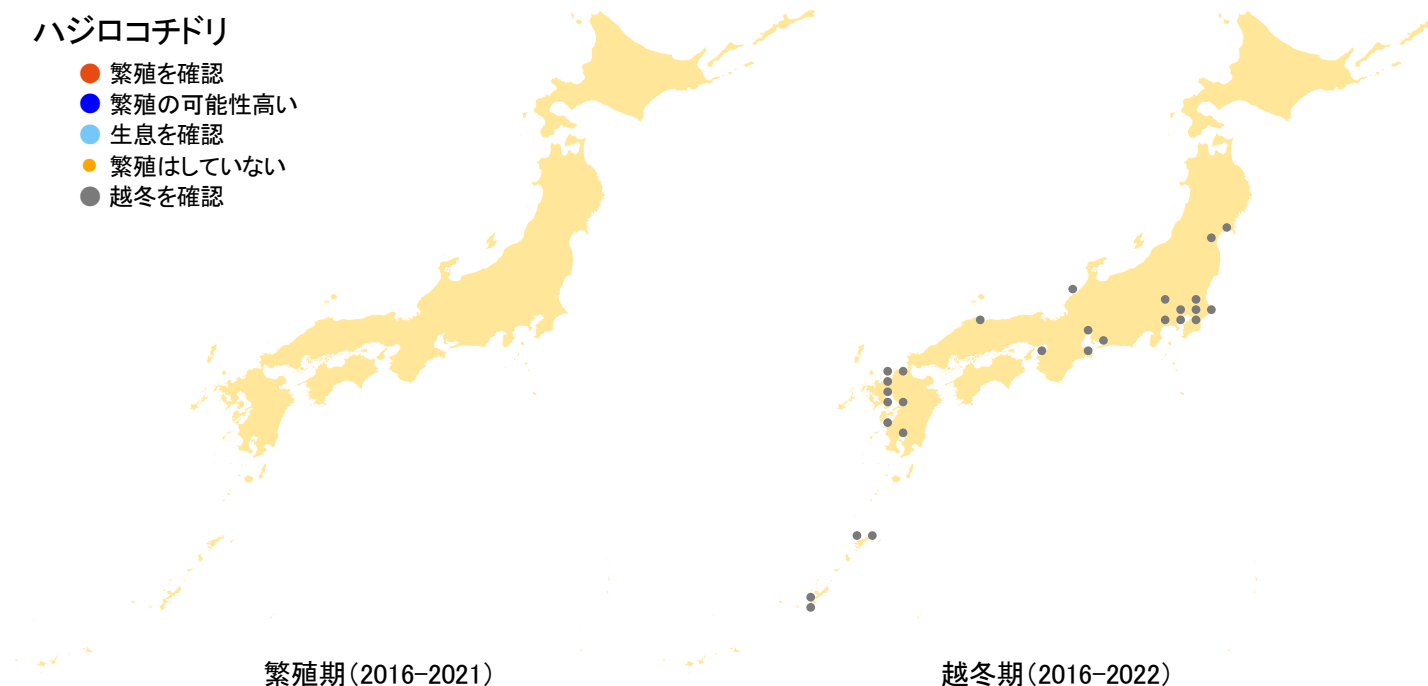 ハジロコチドリ
繁殖を確認
繁殖の可能性高い
生息を確認
繁殖はしていない
越冬を確認
繁殖期(2016-2021)
越冬期(2016-2022)